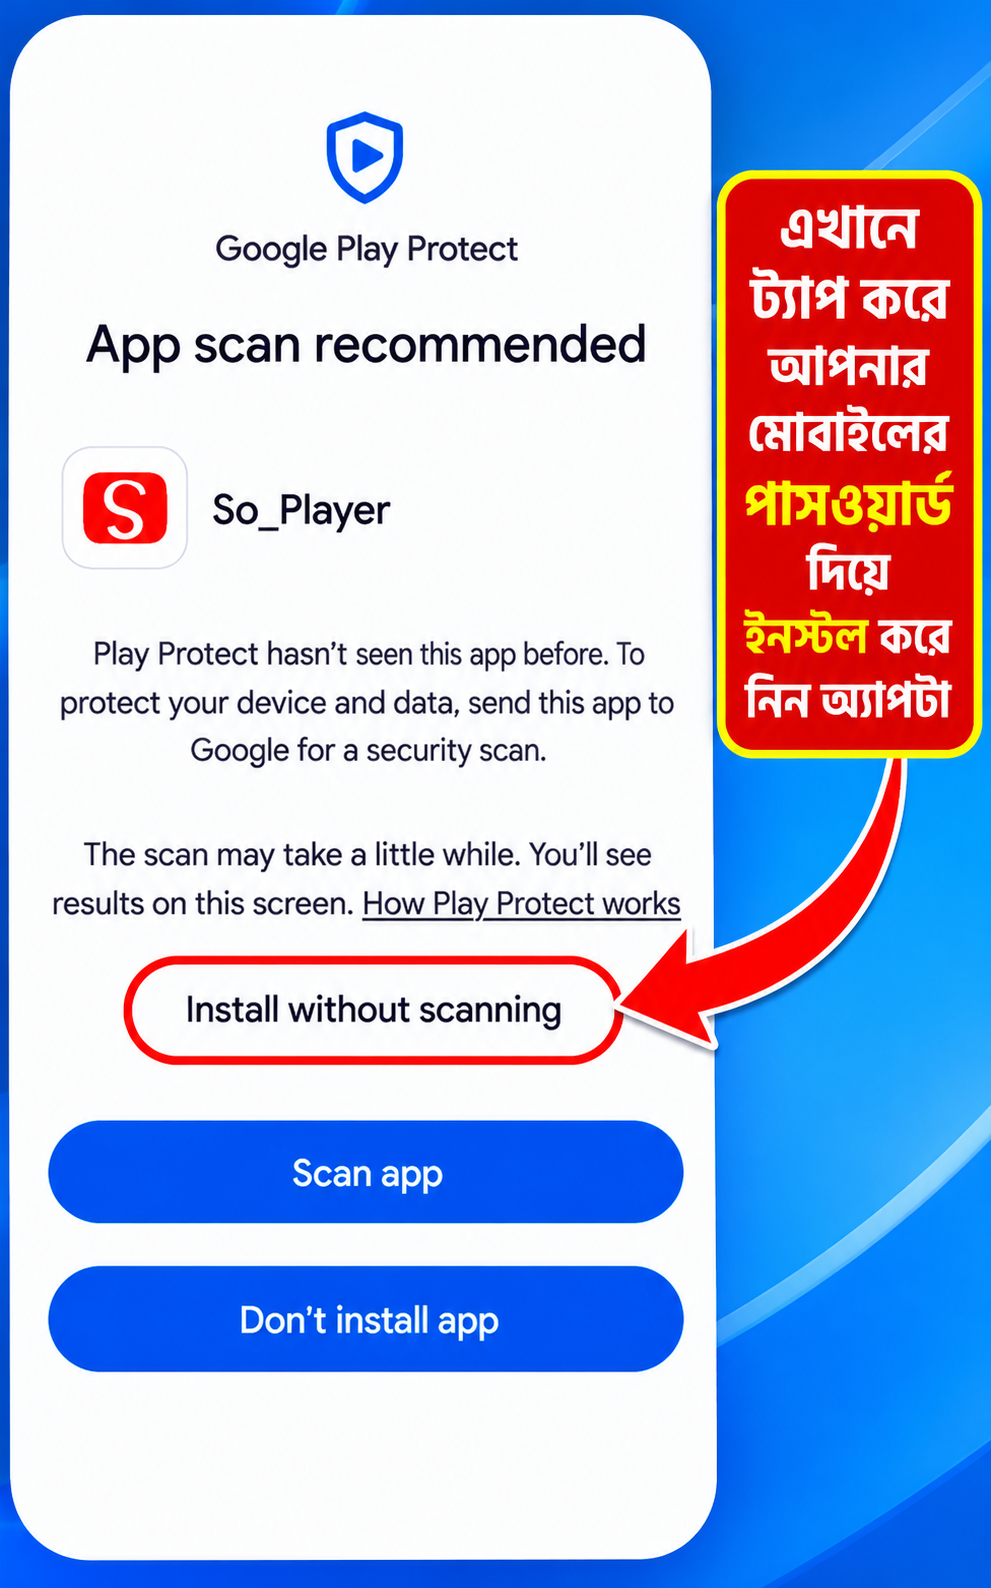 Google Play Protect
App scan recommended
S
So_Player
Play Protect hasn't seen this app before. To
protect your device and data, send this app to
Google for a security scan.
The scan may take a little while. You'll see
results on this screen. How Play Protect works
Install without scanning
Scan app
Don't install app
এখানে
ট্যাপ করে
আপনার
মোবাইলের
পাসওয়ার্ড
দিয়ে
ইনস্টল করে
নিন অ্যাপটা